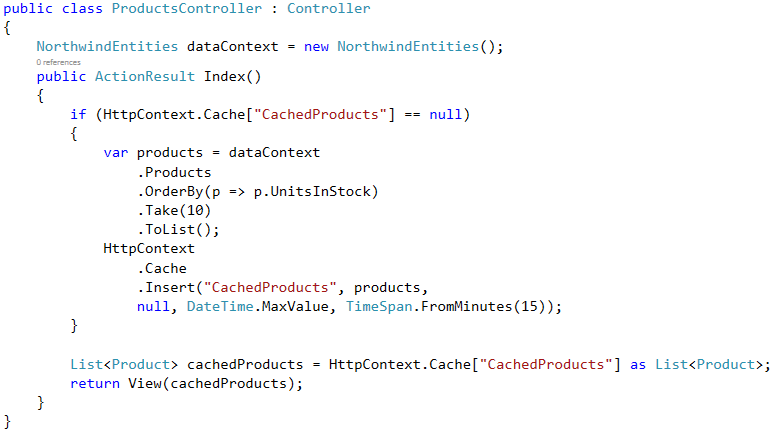 public class ProductsController : Controller
{
    NorthwindEntities dataContext = new NorthwindEntities();
    0 references
    public ActionResult Index()
    {
        if (HttpContext.Cache["CachedProducts"] == null)
        {
            var products = dataContext
                .Products
                .OrderBy(p => p.UnitsInStock)
                .Take(10)
                .ToList();
            HttpContext
                .Cache
                .Insert("CachedProducts", products,
                null, DateTime.MaxValue, TimeSpan.FromMinutes(15));
        }

        List<Product> cachedProducts = HttpContext.Cache["CachedProducts"] as List<Product>;
        return View(cachedProducts);
    }
}